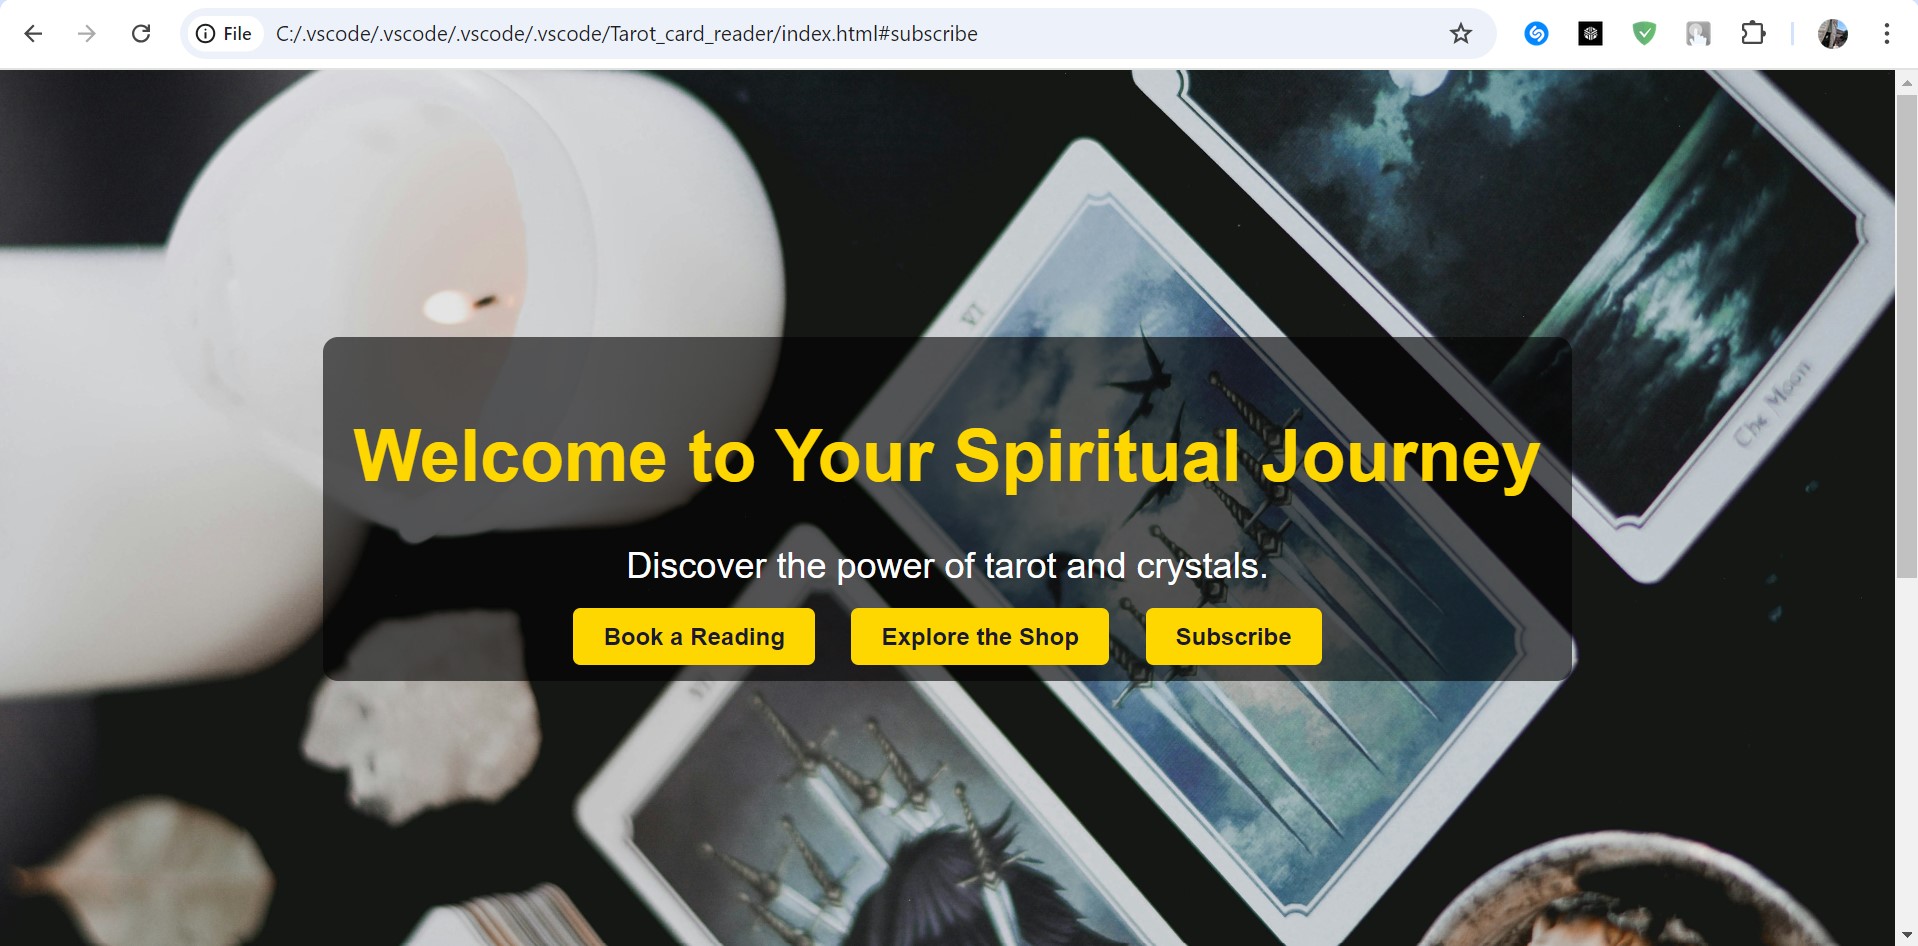 File C:/.vscode/.vscode/.vscode/.vscode/Tarot_card_reader/index.html#subscribe
VI
The Moon
Welcome to Your Spiritual Journey
Discover the power of tarot and crystals.
Book a Reading Explore the Shop Subscribe